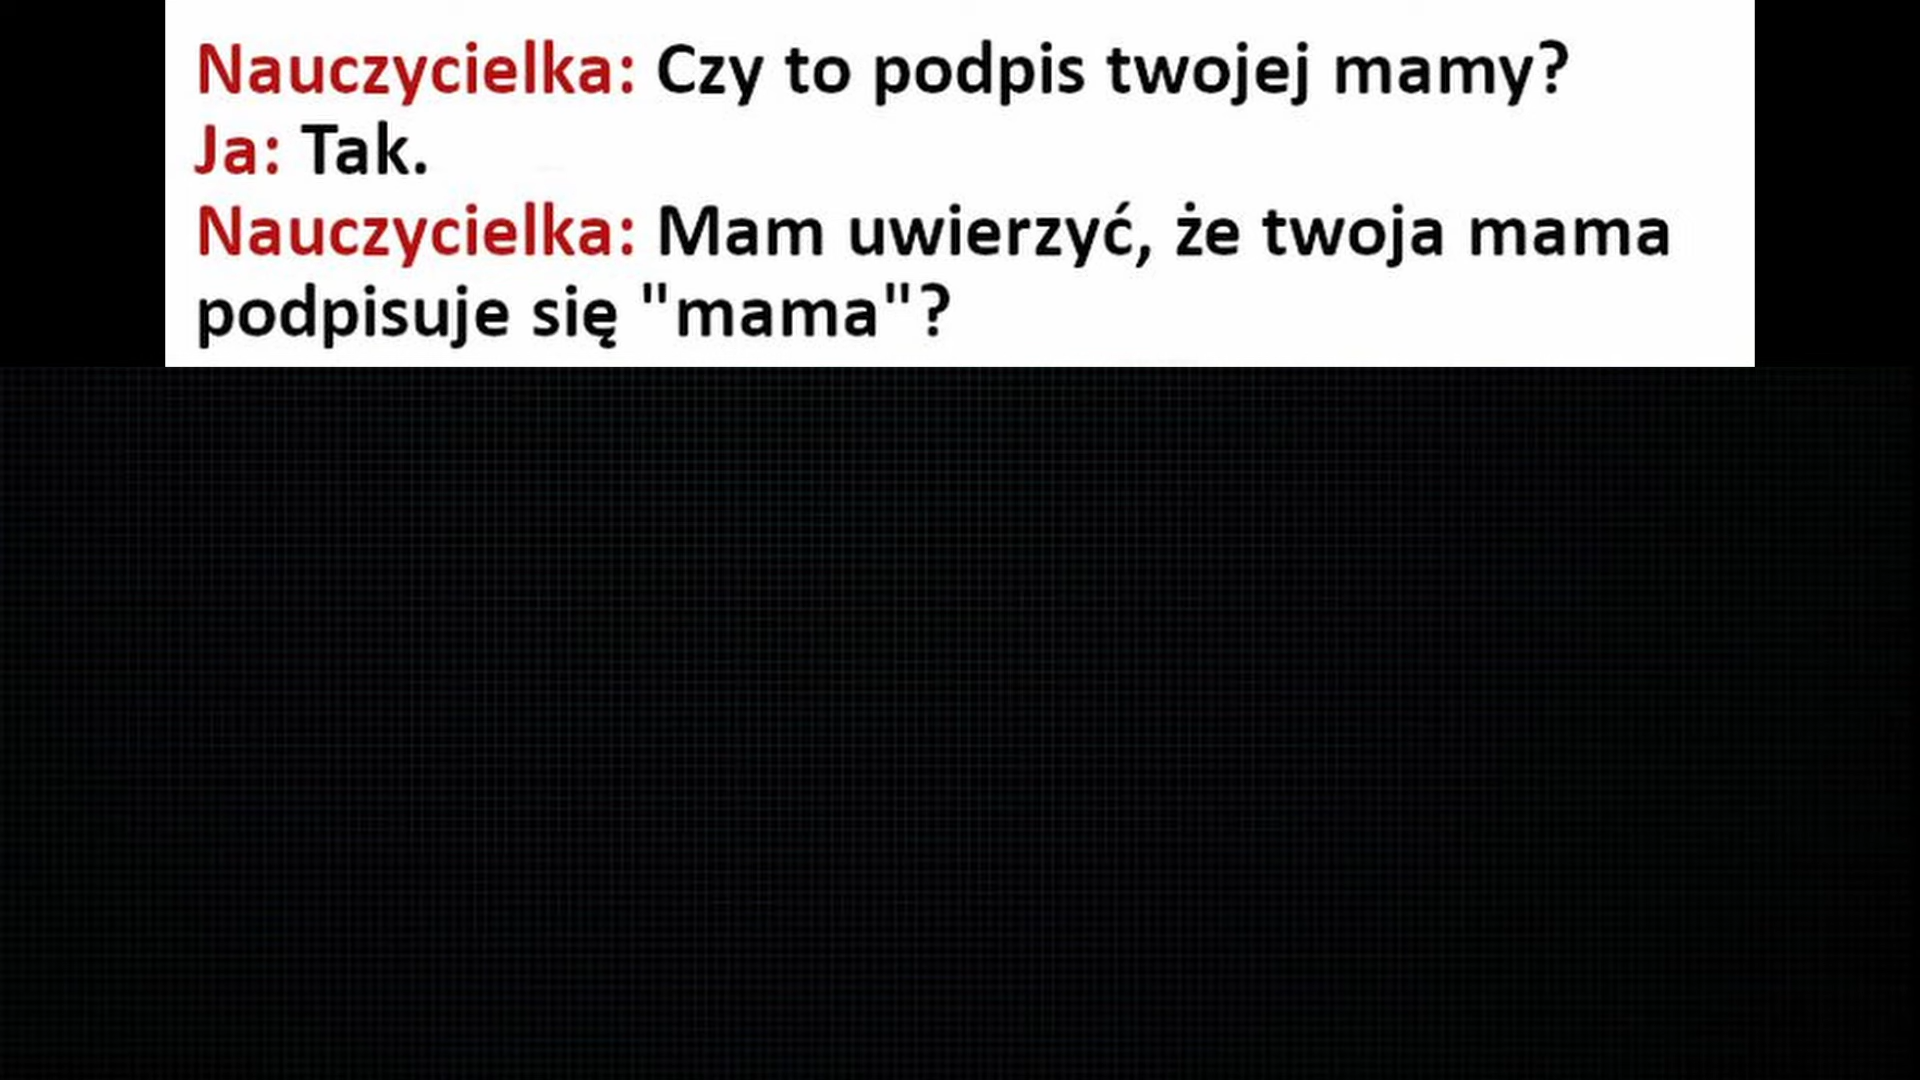 Nauczycielka: Czy to podpis twojej mamy?
Ja: Tak.
Nauczycielka: Mam uwierzyć, że twoja mama
podpisuje się "mama"?